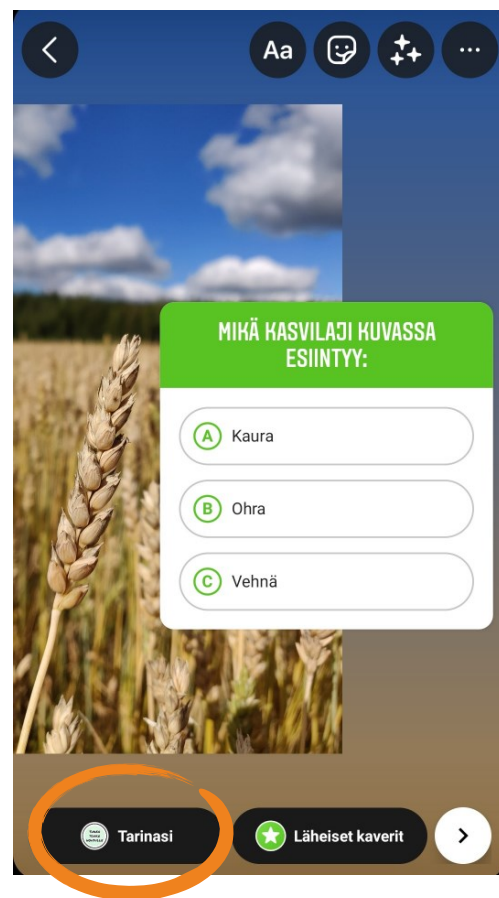 Aa
MIKÄ KASVILAJI KUVASSA
ESIINTYY:
A Kaura
B Ohra
C Vehnä
Tarinasi
Läheiset kaverit